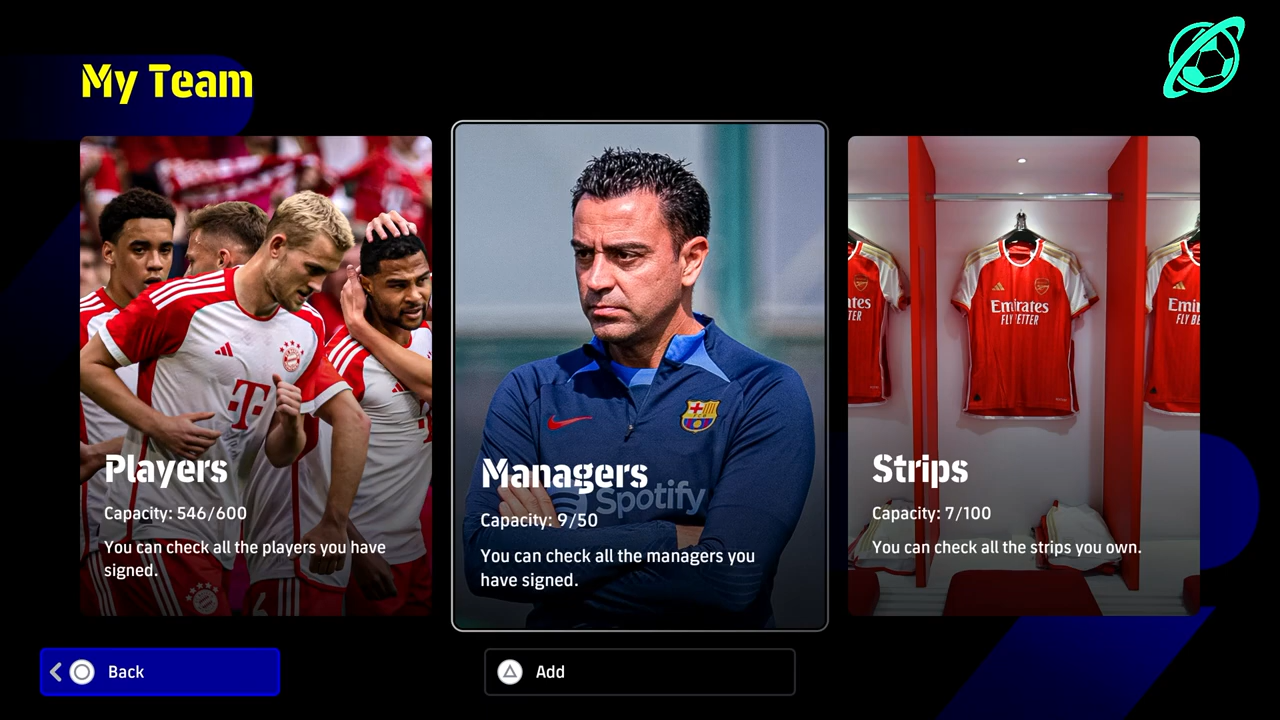 My Team
Players
Capacity: 546/600
You can check all the players you have
signed.
T
Managers
Spotify
Capacity: 9/50
You can check all the managers you
have signed.
Strips
Capacity: 7/100
You can check all the strips you own.
Emirates
FLY BETTER
Back
Add